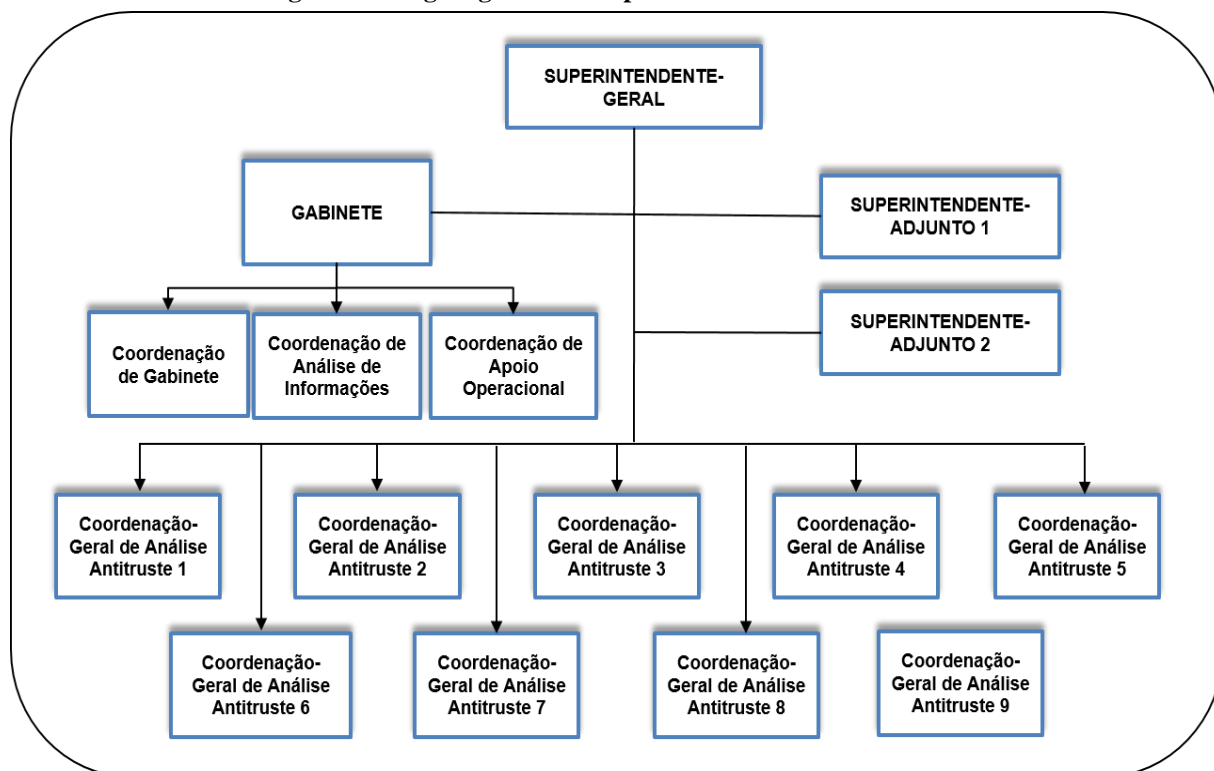 SUPERINTENDENTE-
GERAL
GABINETE
SUPERINTENDENTE-
ADJUNTO 1
SUPERINTENDENTE-
ADJUNTO 2
Coordenação
de Gabinete
Coordenação de
Análise de
Informações
Coordenação de
Apoio
Operacional
Coordenação-
Geral de Análise
Antitruste 1
Coordenação-
Geral de Análise
Antitruste 2
Coordenação-
Geral de Análise
Antitruste 3
Coordenação-
Geral de Análise
Antitruste 4
Coordenação-
Geral de Análise
Antitruste 5
Coordenação-
Geral de Análise
Antitruste 6
Coordenação-
Geral de Análise
Antitruste 7
Coordenação-
Geral de Análise
Antitruste 8
Coordenação-
Geral de Análise
Antitruste 9